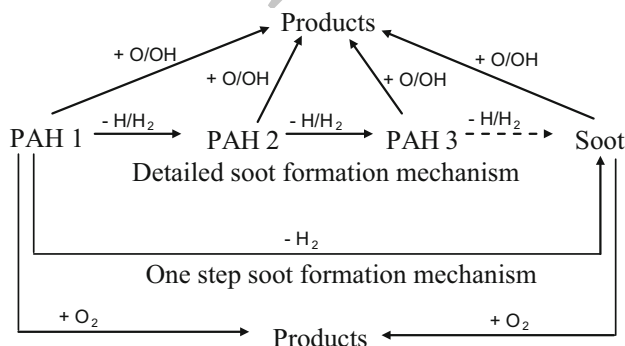 Products
+ O/OH + O/OH + O/OH + O/OH
PAH 1 - H/H₂ PAH 2 - H/H₂ PAH 3 - H/H₂ Soot
Detailed soot formation mechanism
- H₂
One step soot formation mechanism
+ O₂ Products + O₂